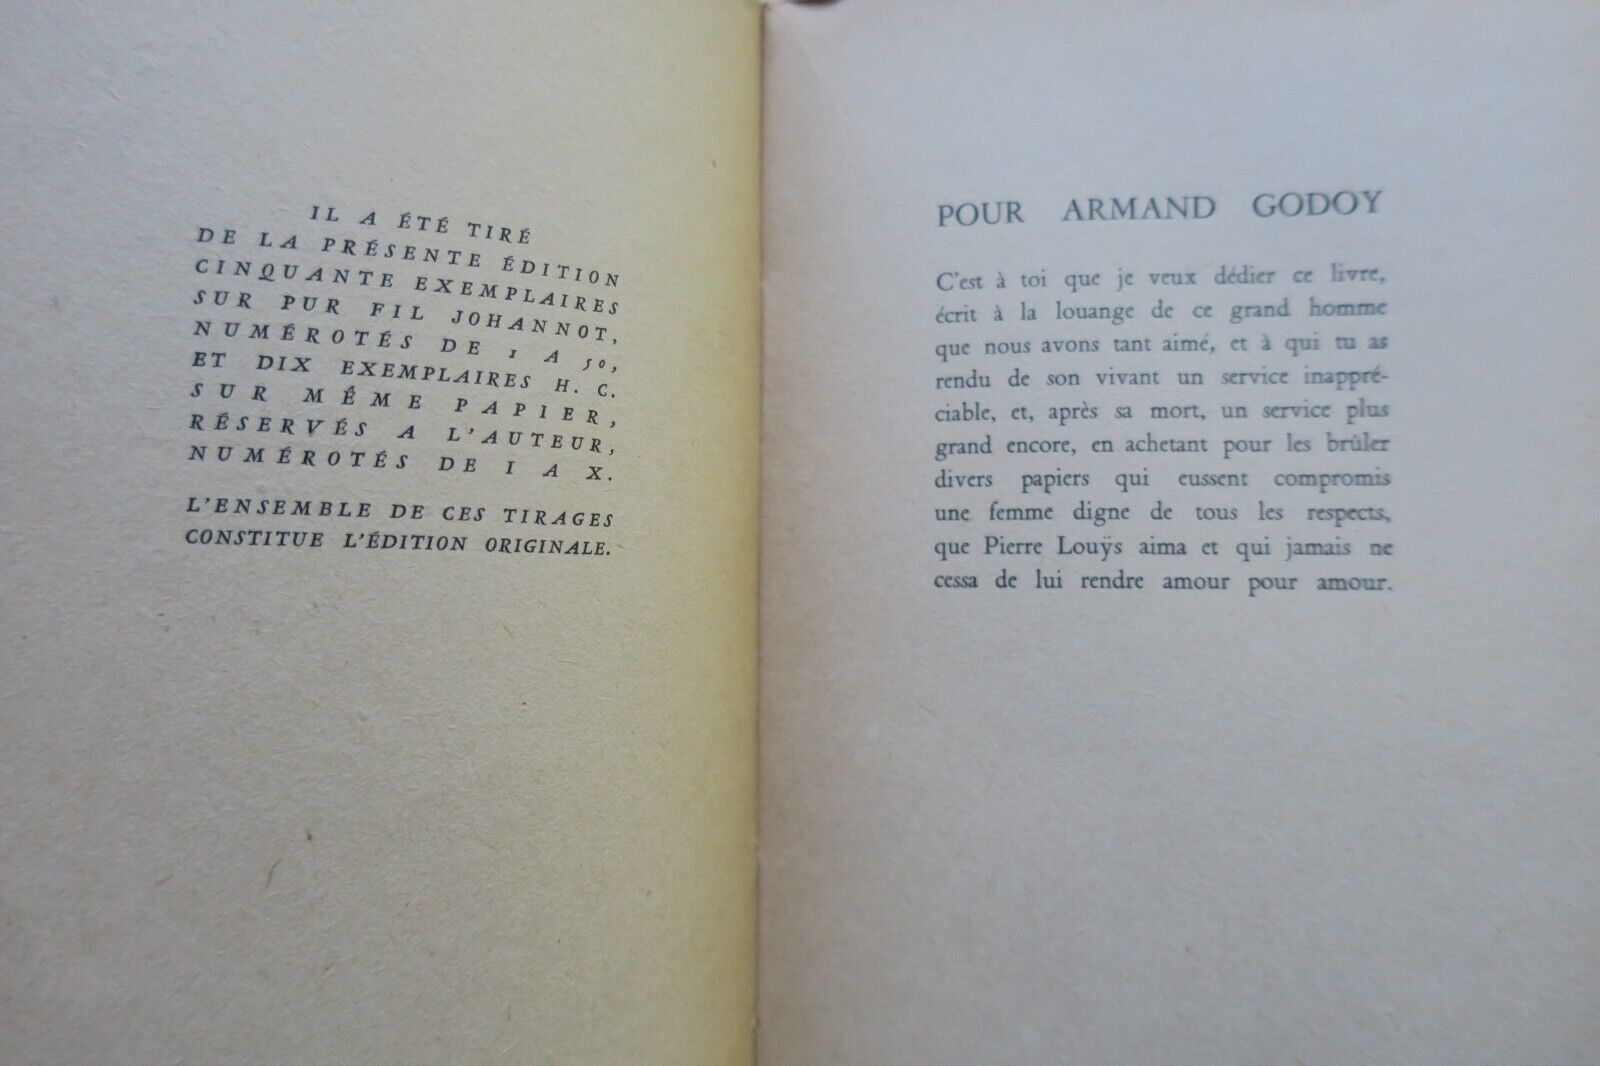 IL A ÉTÉ TIRÉ
DE LA PRÉSENTE ÉDITION
CINQUANTE EXEMPLAIRES
SUR PUR FIL JOHANNOT,
NUMÉROTÉS DE 1 A 50,
ET DIX EXEMPLAIRES H. C.
SUR MÊME PAPIER,
RÉSERVÉS A L'AUTEUR,
NUMÉROTÉS DE I A X.
L'ENSEMBLE DE CES TIRAGES
CONSTITUE L'ÉDITION ORIGINALE.
POUR ARMAND GODOY
C'est à toi que je veux dédier ce livre,
écrit à la louange de ce grand homme
que nous avons tant aimé, et à qui tu as
rendu de son vivant un service inappré-
ciable, et, après sa mort, un service plus
grand encore, en achetant pour les brûler
divers papiers qui eussent compromis
une femme digne de tous les respects,
que Pierre Louÿs aima et qui jamais ne
cessa de lui rendre amour pour amour.